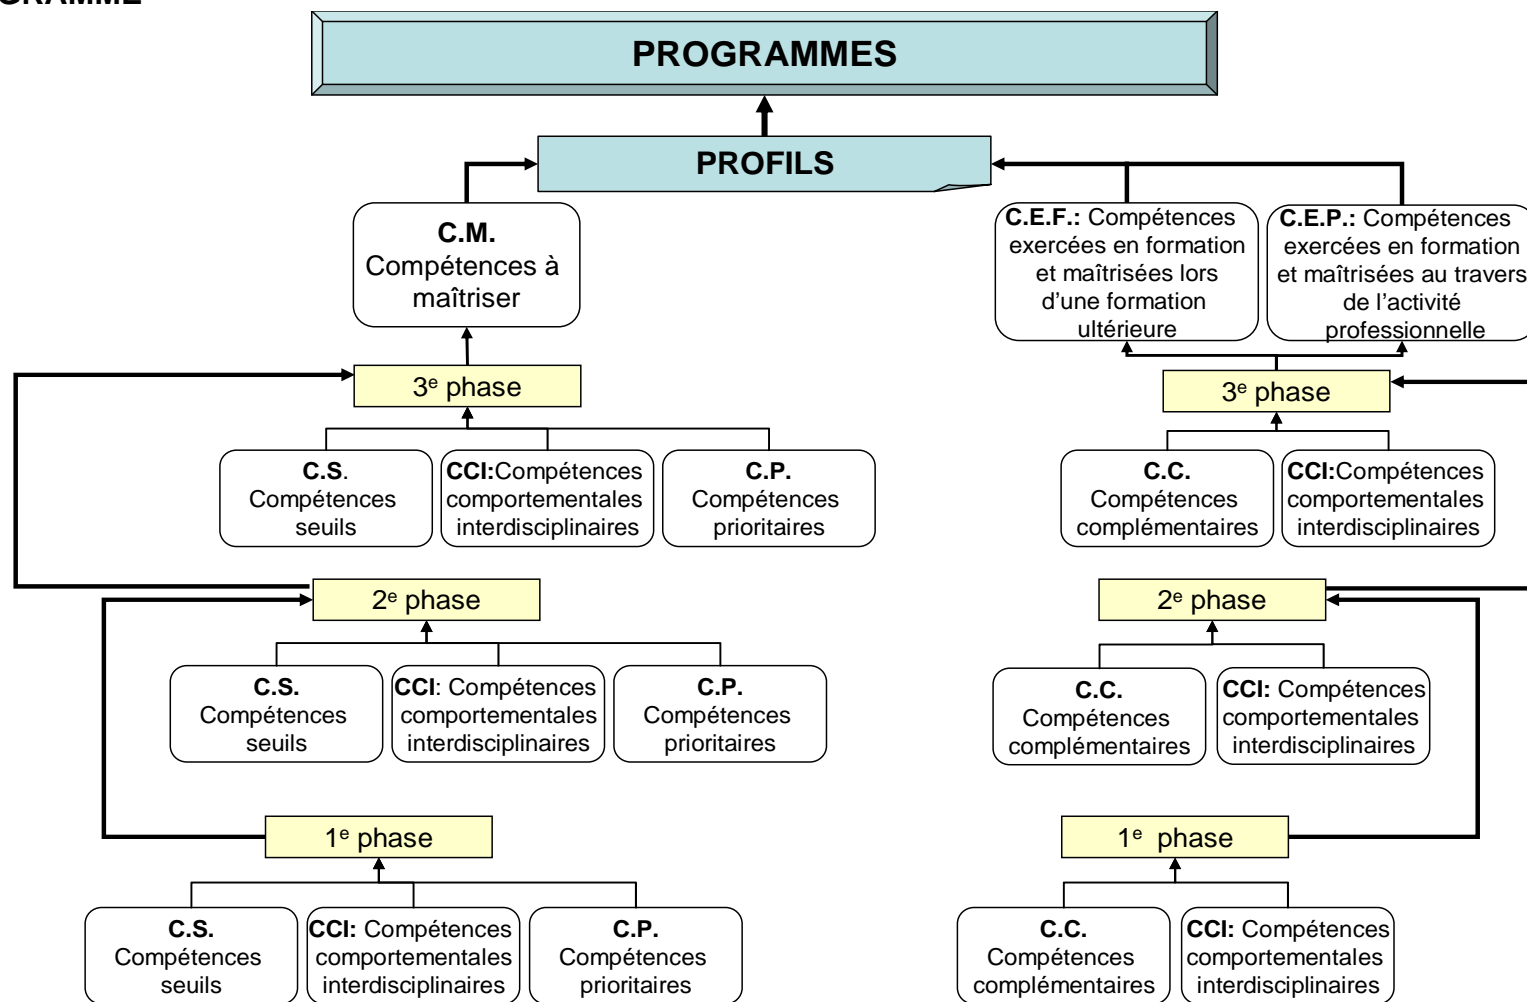 PROGRAMMES
PROFILS
C.M.
Compétences à
maîtriser
C.E.F.: Compétences
exercées en formation
et maîtrisées lors
d’une formation
ultérieure
C.E.P.: Compétences
exercées en formation
et maîtrisées au travers
de l’activité
professionnelle
3e phase
3e phase
C.S.
Compétences
seuils
CCI:Compétences
comportementales
interdisciplinaires
C.P.
Compétences
prioritaires
C.C.
Compétences
complémentaires
CCI:Compétences
comportementales
interdisciplinaires
2e phase
2e phase
C.S.
Compétences
seuils
CCI: Compétences
comportementales
interdisciplinaires
C.P.
Compétences
prioritaires
C.C.
Compétences
complémentaires
CCI: Compétences
comportementales
interdisciplinaires
1e phase
1e phase
C.S.
Compétences
seuils
CCI: Compétences
comportementales
interdisciplinaires
C.P.
Compétences
prioritaires
C.C.
Compétences
complémentaires
CCI: Compétences
comportementales
interdisciplinaires